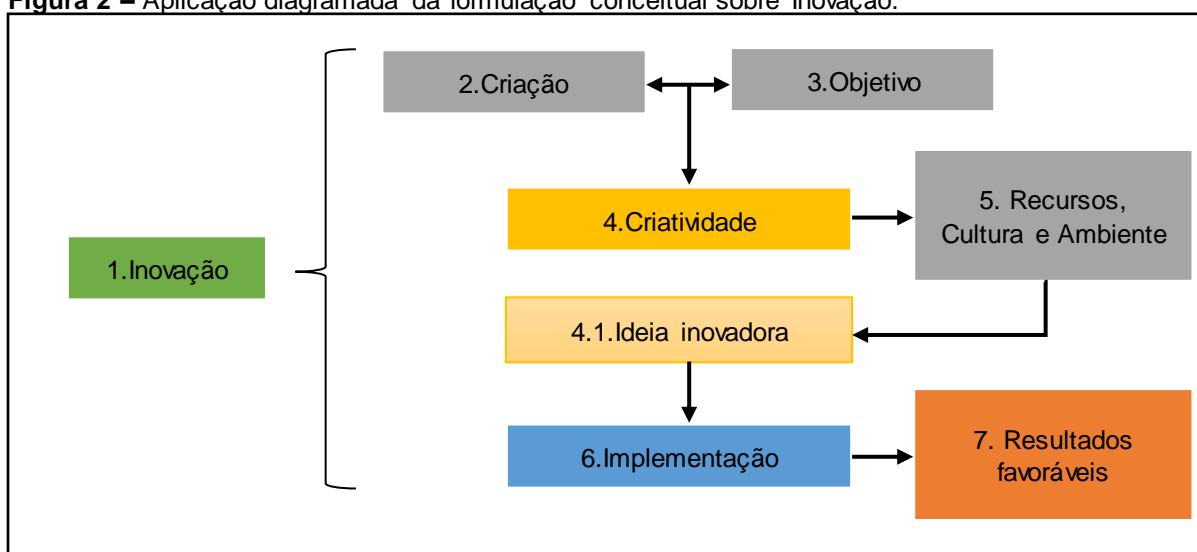 Figura 2 – Aplicação diagramada da formulação conceitual sobre inovação.
2.Criação
3.Objetivo
4.Criatividade
5. Recursos,
Cultura e Ambiente
1.Inovação
4.1.Ideia inovadora
6.Implementação
7. Resultados
favoráveis